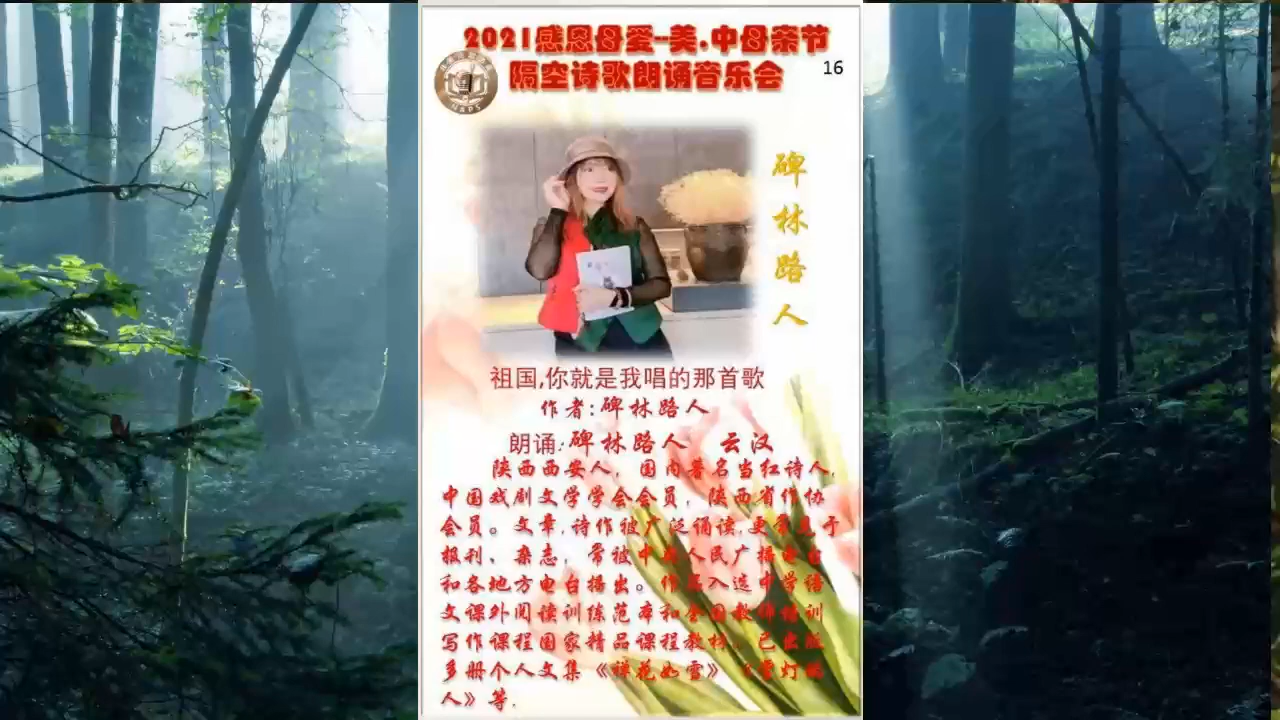 2021感恩母爱--美.中母亲节
隔空诗歌朗诵音乐会
16
NAPS
碑林路人
祖国,你就是我唱的那首歌
作者:碑林路人
朗诵:碑林路人 云汉
陕西西安人，国内著名当红诗人,
中国戏剧文学学会会员，陕西省作协
会员。文章,诗作被广泛诵读,更常见于
报刊、杂志，常被中央人民广播电台
和各地方电台播出。作品入选中学语
文课外阅读训练范本和全国教师培训
写作课程国家精品课程教材，已出版
多册个人文集《禅花如雪》
人》等.